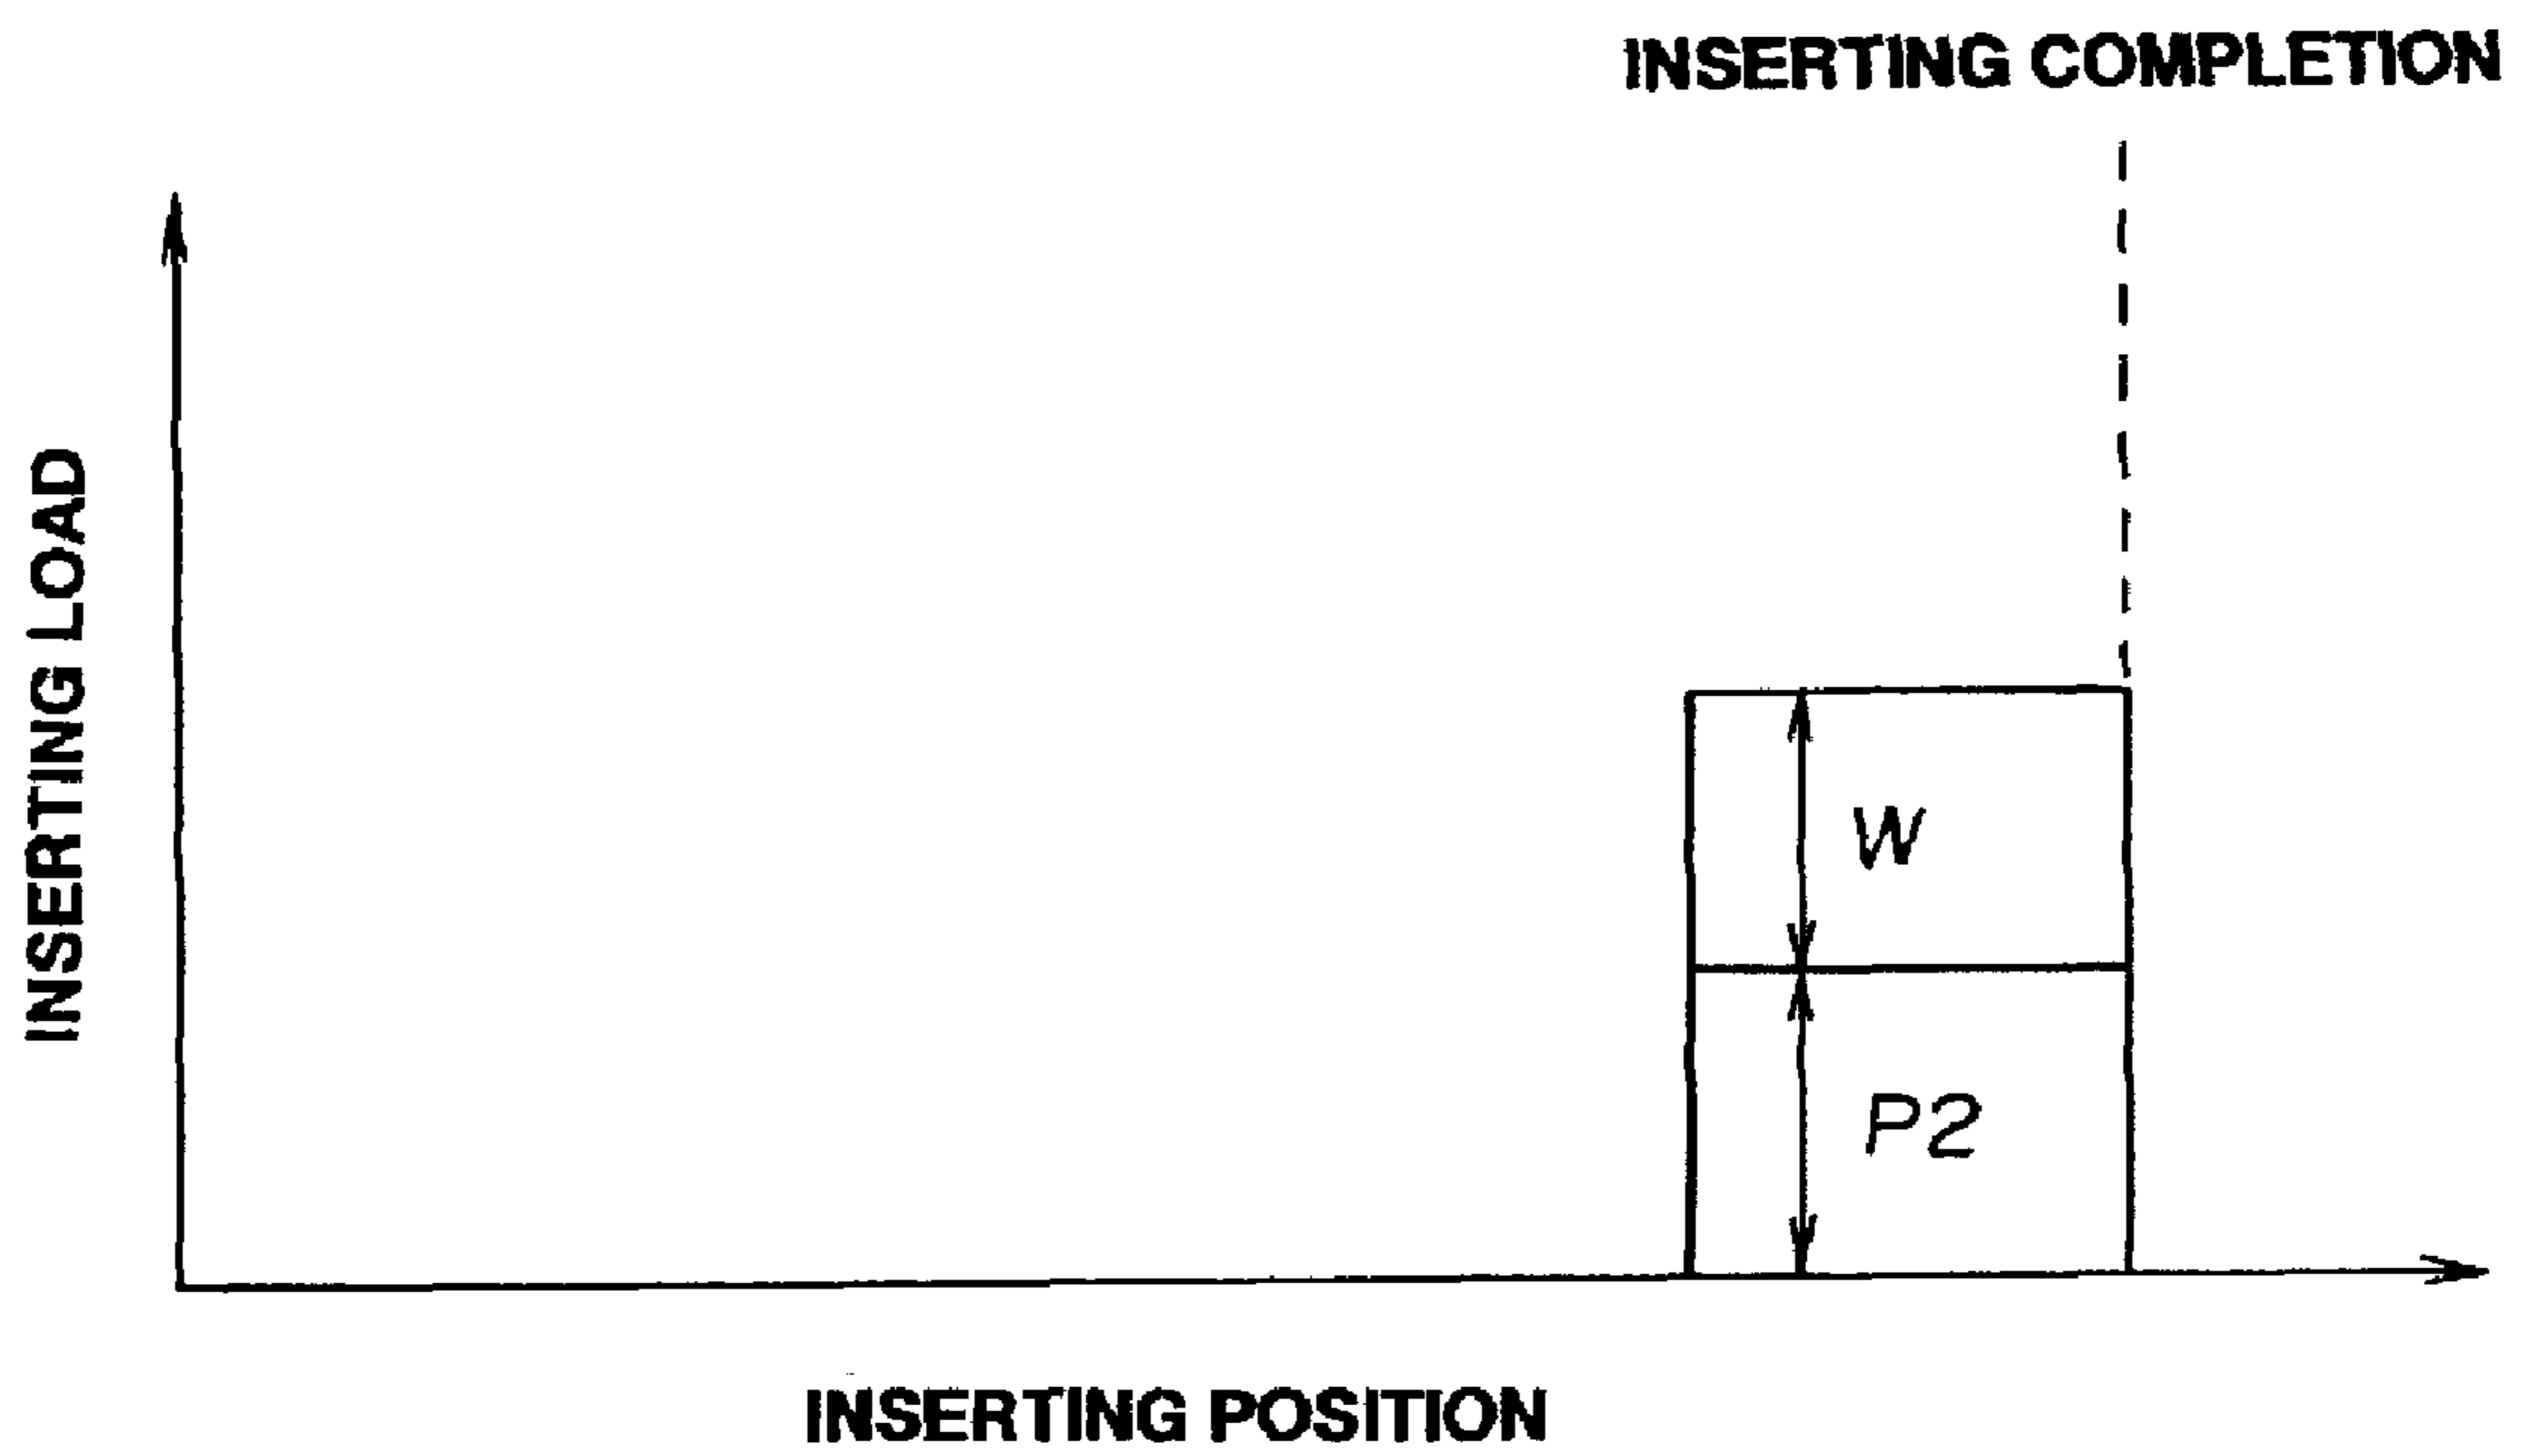 INSERTING COMPLETION
INSERTING LOAD
W
P2
INSERTING POSITION